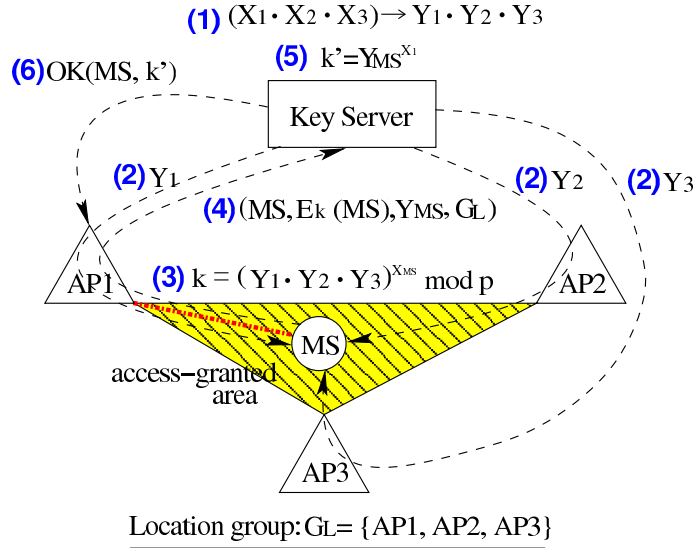 (1) (X1· X2 · X3)→ Y1 · Y2 · Y3
(5) k'=YMS^X1
(6) OK(MS, k')
Key Server
(2) Y1
(2) Y2
(2) Y3
(4) (MS, Ek (MS), YMS, GL)
(3) k = ( Y1 · Y2 · Y3)^XMS mod p
AP1
AP2
MS
access-granted
area
AP3
Location group: GL= {AP1, AP2, AP3}